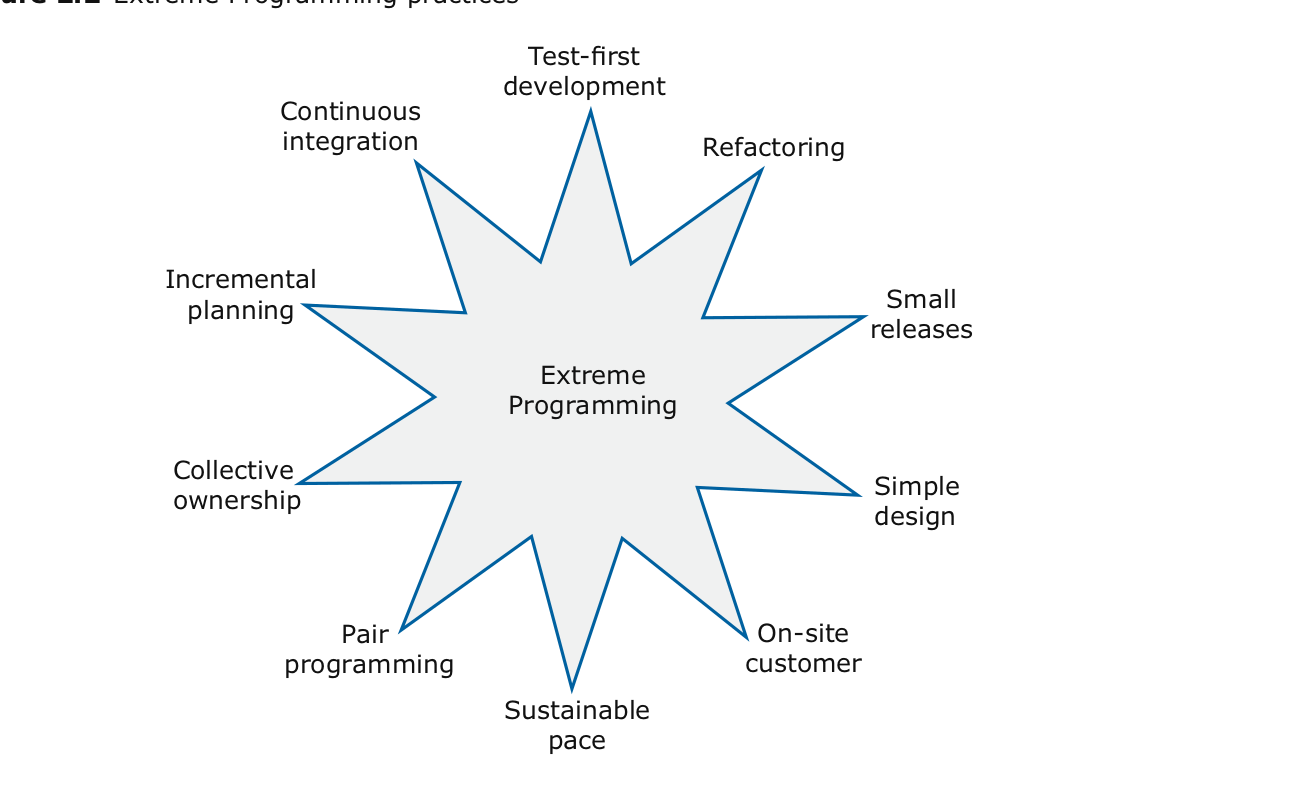 Extreme Programming practices
Test-first
development
Continuous
integration
Refactoring
Incremental
planning
Small
releases
Extreme
Programming
Collective
ownership
Simple
design
Pair
programming
On-site
customer
Sustainable
pace